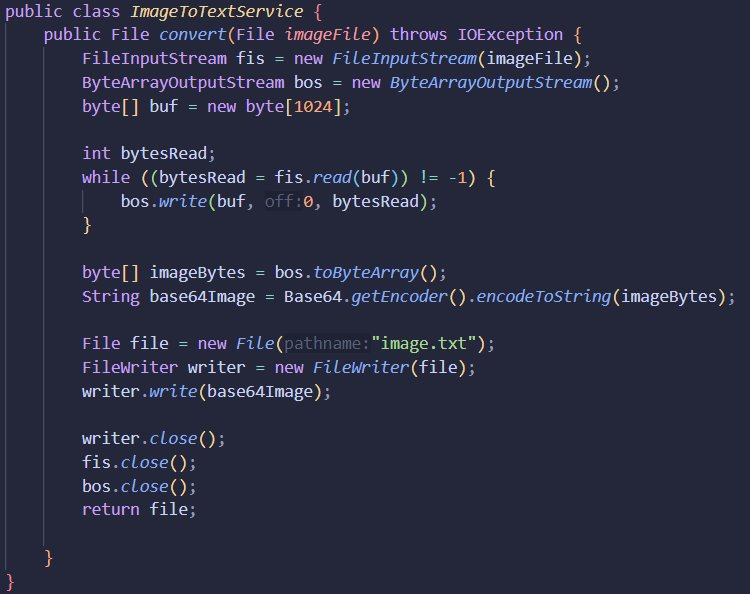 public class ImageToTextService {
    public File convert(File imageFile) throws IOException {
        FileInputStream fis = new FileInputStream(imageFile);
        ByteArrayOutputStream bos = new ByteArrayOutputStream();
        byte[] buf = new byte[1024];

        int bytesRead;
        while ((bytesRead = fis.read(buf)) != -1) {
            bos.write(buf, off:0, bytesRead);
        }

        byte[] imageBytes = bos.toByteArray();
        String base64Image = Base64.getEncoder().encodeToString(imageBytes);

        File file = new File(pathname:"image.txt");
        FileWriter writer = new FileWriter(file);
        writer.write(base64Image);

        writer.close();
        fis.close();
        bos.close();
        return file;

    }
}